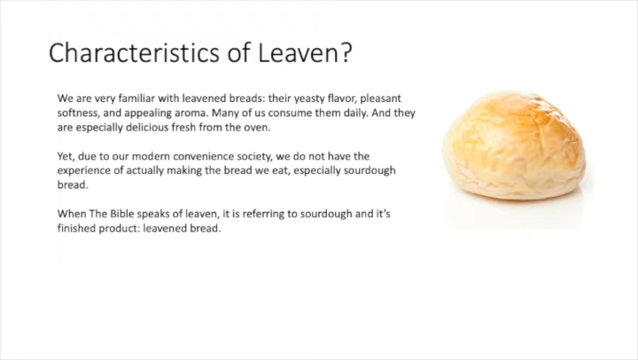 Characteristics of Leaven?
We are very familiar with leavened breads: their yeasty flavor, pleasant
softness, and appealing aroma. Many of us consume them daily. And they
are especially delicious fresh from the oven.
Yet, due to our modern convenience society, we do not have the
experience of actually making the bread we eat, especially sourdough
bread.
When The Bible speaks of leaven, it is referring to sourdough and it's
finished product: leavened bread.